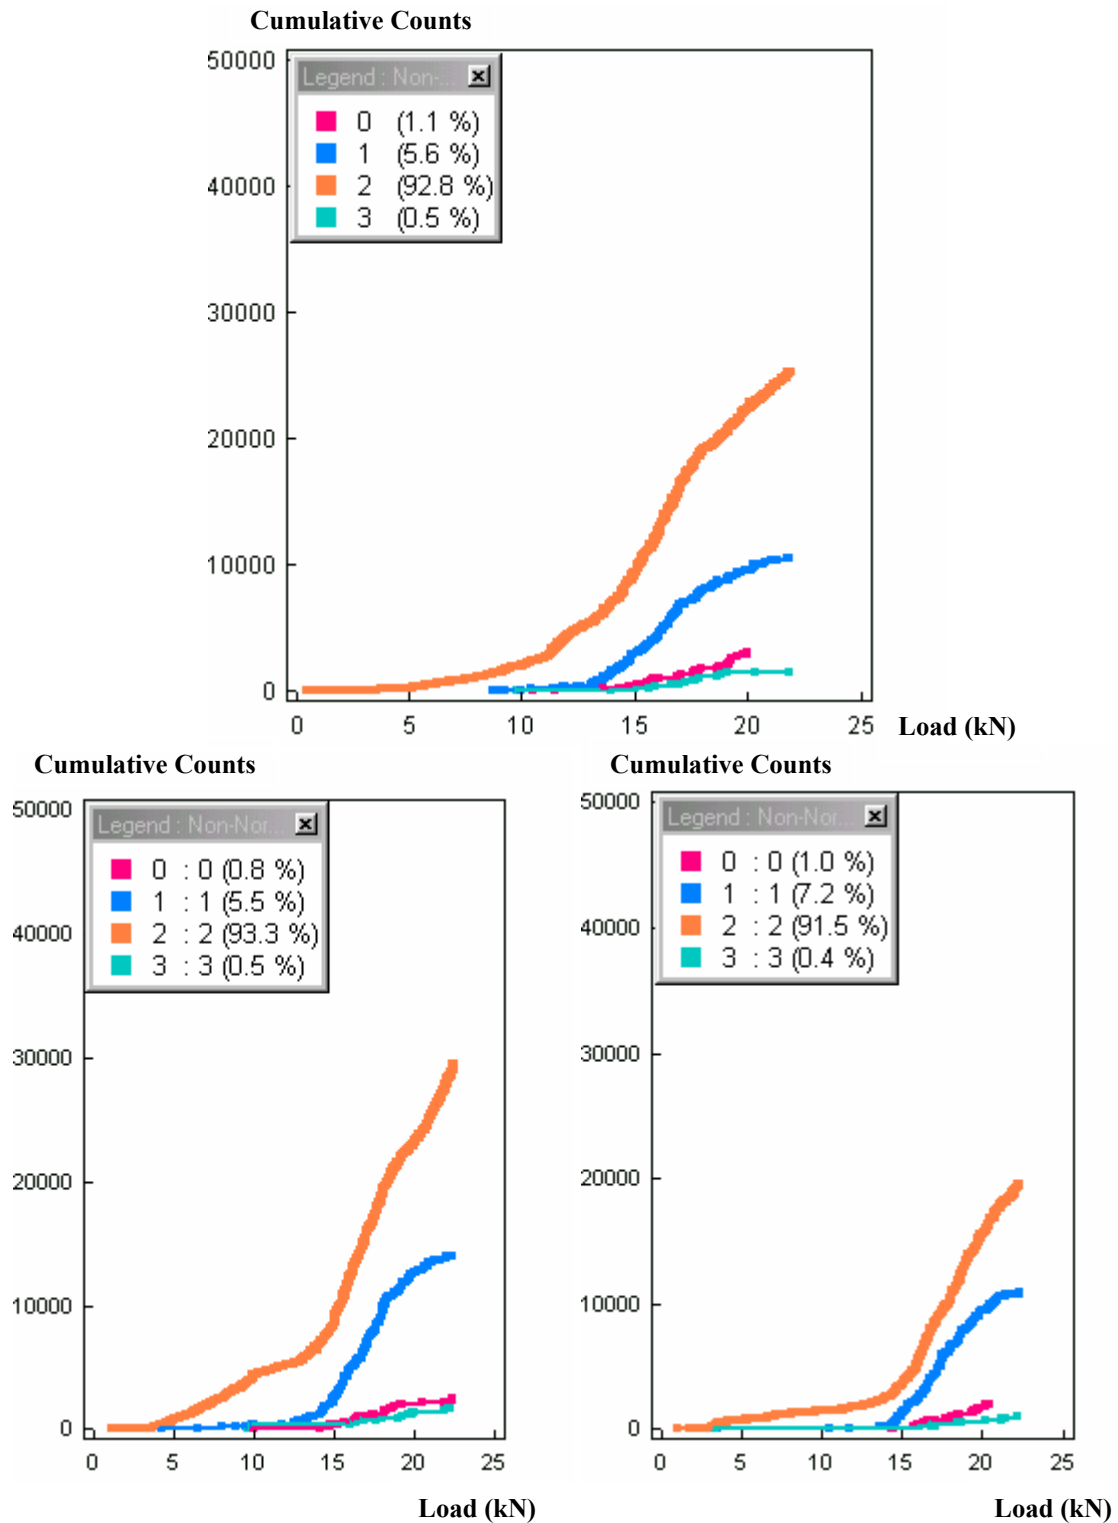 Cumulative Counts
50000
Legend : Non-...
0 (1.1 %)
1 (5.6 %)
2 (92.8 %)
3 (0.5 %)
40000
30000
20000
10000
0
0 5 10 15 20 25 Load (kN)
Cumulative Counts
50000
Legend : Non-Nor...
0 : 0 (0.8 %)
1 : 1 (5.5 %)
2 : 2 (93.3 %)
3 : 3 (0.5 %)
40000
30000
20000
10000
0
0 5 10 15 20 25
Load (kN)
Cumulative Counts
50000
Legend : Non-Nor...
0 : 0 (1.0 %)
1 : 1 (7.2 %)
2 : 2 (91.5 %)
3 : 3 (0.4 %)
40000
30000
20000
10000
0
0 5 10 15 20 25
Load (kN)